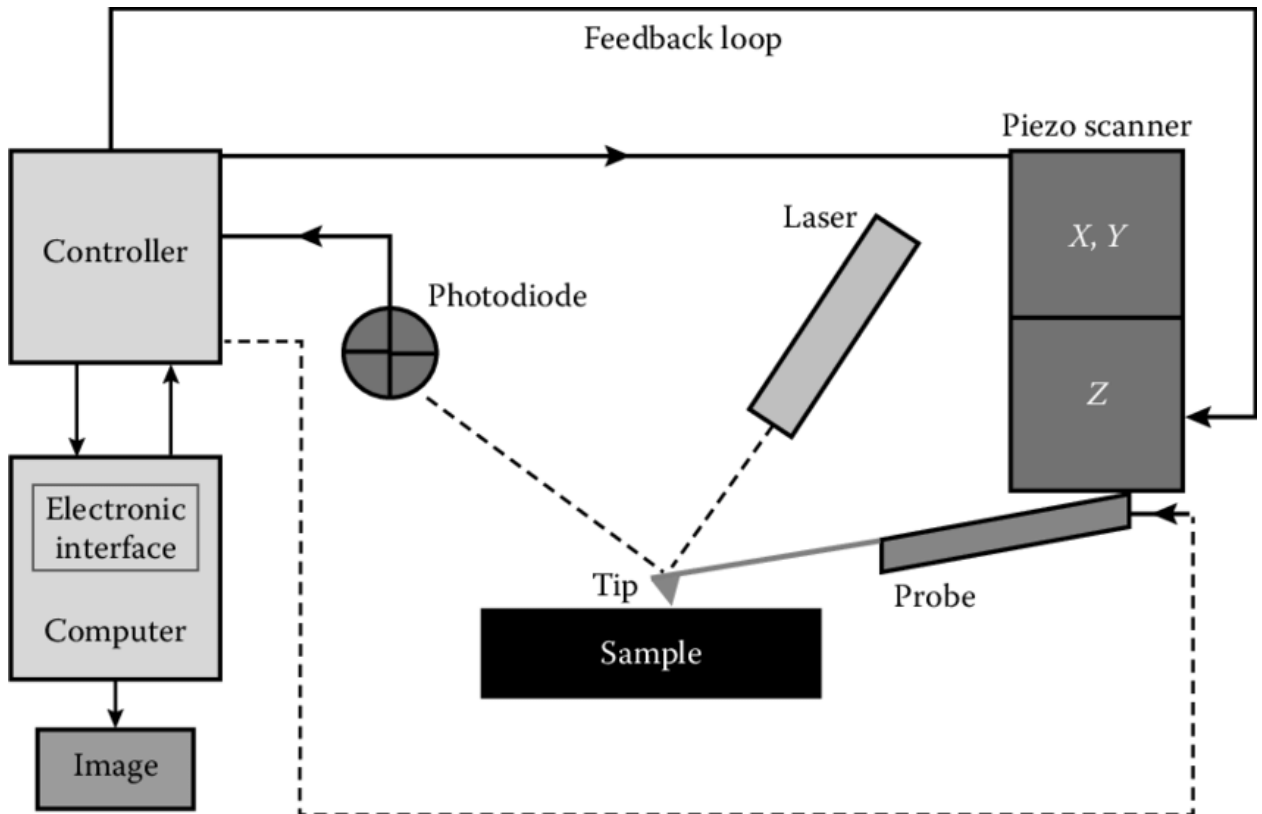 Feedback loop
Piezo scanner
Laser
X, Y
Controller
Photodiode
Z
Electronic
interface
Tip
Probe
Computer
Sample
Image